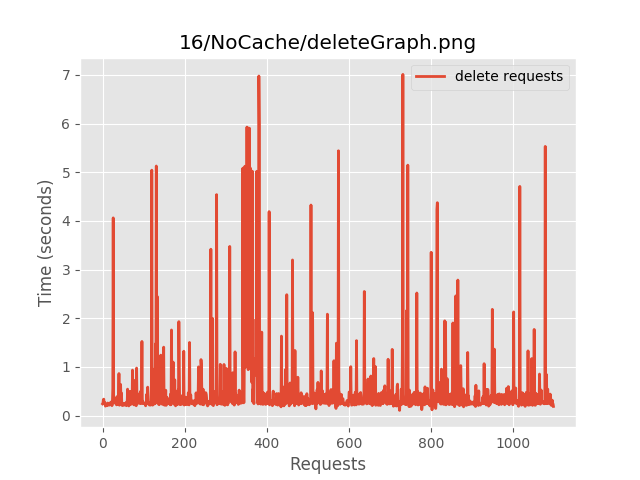 16/NoCache/deleteGraph.png
delete requests
7
6
5
4
3
2
1
0
Time (seconds)
0 200 400 600 800 1000
Requests